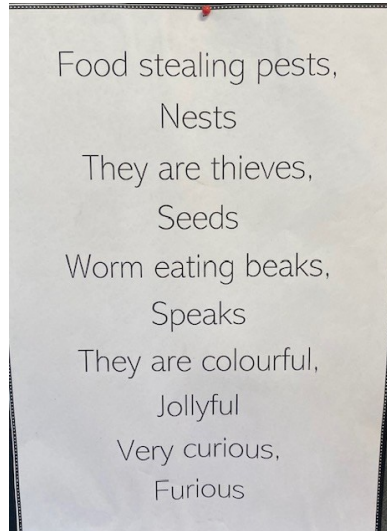 Food stealing pests,
Nests
They are thieves,
Seeds
Worm eating beaks,
Speaks
They are colourful,
Jollyful
Very curious,
Furious